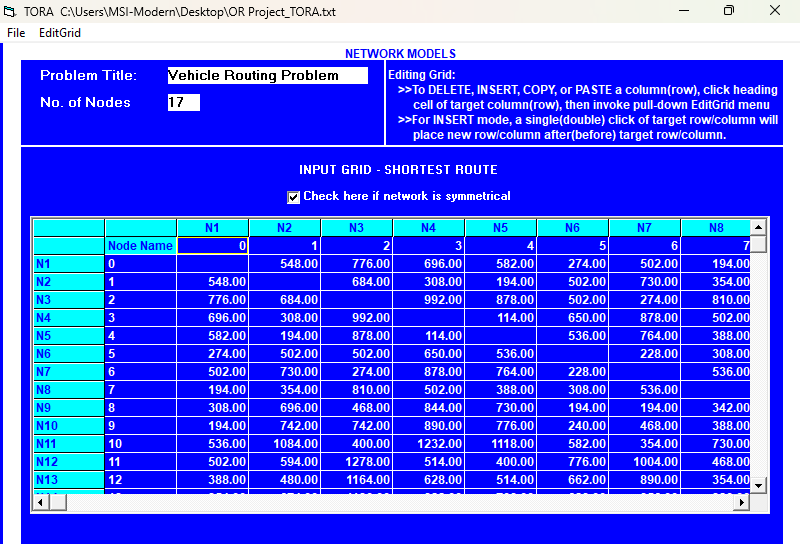 TORA C:\Users\MSI-Modern\Desktop\OR Project_TORA.txt
File EditGrid
NETWORK MODELS
Problem Title: Vehicle Routing Problem
No. of Nodes 17
Editing Grid:
>>To DELETE, INSERT, COPY, or PASTE a column(row), click heading
cell of target column(row), then invoke pull-down EditGrid menu
>>For INSERT mode, a single(double) click of target row/column will
place new row/column after(before) target row/column.
INPUT GRID - SHORTEST ROUTE
Check here if network is symmetrical
N1 N2 N3 N4 N5 N6 N7 N8
Node Name 0 1 2 3 4 5 6 7
N1 0 548.00 776.00 696.00 582.00 274.00 502.00 194.00
N2 1 548.00 684.00 308.00 194.00 502.00 730.00 354.00
N3 2 776.00 684.00 992.00 878.00 502.00 274.00 810.00
N4 3 696.00 308.00 992.00 114.00 650.00 878.00 502.00
N5 4 582.00 194.00 878.00 114.00 536.00 764.00 388.00
N6 5 274.00 502.00 502.00 650.00 536.00 228.00 308.00
N7 6 502.00 730.00 274.00 878.00 764.00 228.00 536.00
N8 7 194.00 354.00 810.00 502.00 388.00 308.00 536.00
N9 8 308.00 696.00 468.00 844.00 730.00 194.00 194.00 342.00
N10 9 194.00 742.00 742.00 890.00 776.00 240.00 468.00 388.00
N11 10 536.00 1084.00 400.00 1232.00 1118.00 582.00 354.00 730.00
N12 11 502.00 594.00 1278.00 514.00 400.00 776.00 1004.00 468.00
N13 12 388.00 480.00 1164.00 628.00 514.00 662.00 890.00 354.00